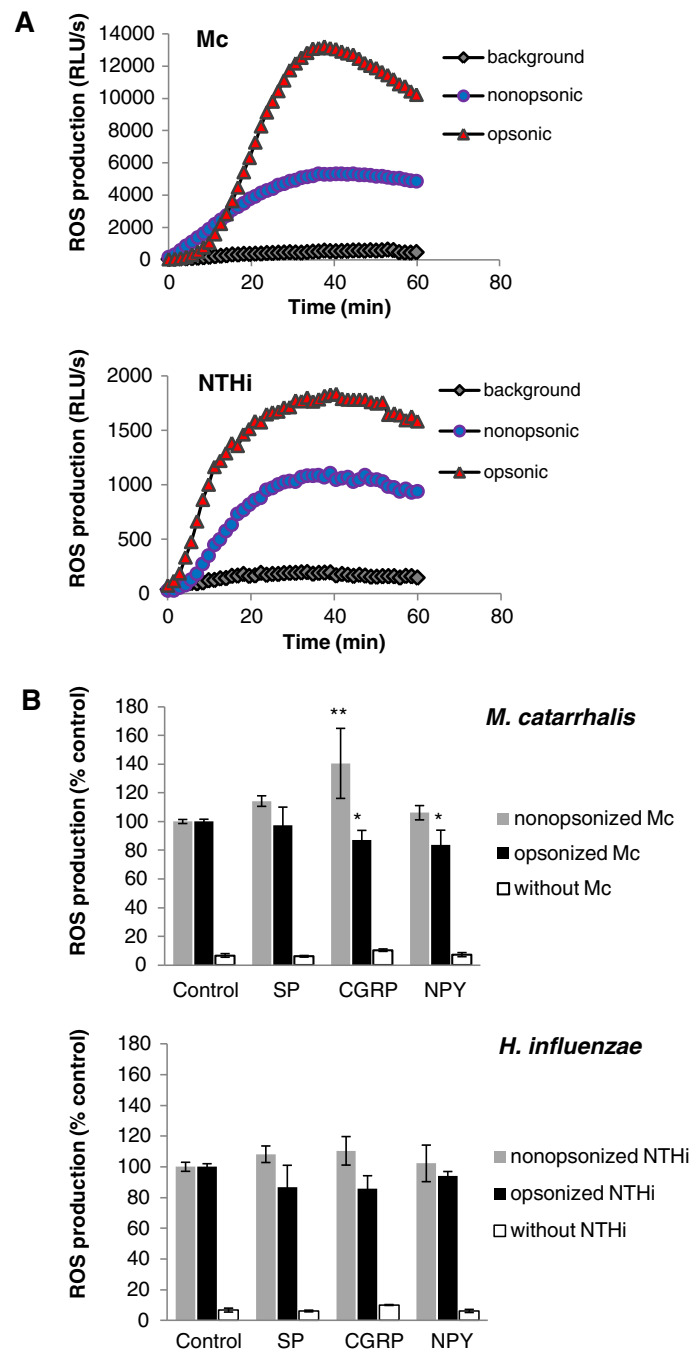 A
Mc
ROS production (RLU/s)
14000
12000
10000
8000
6000
4000
2000
0
0 20 40 60 80
Time (min)
background
nonopsonic
opsonic
NTHi
ROS production (RLU/s)
2000
1500
1000
500
0
0 20 40 60 80
Time (min)
background
nonopsonic
opsonic
B
M. catarrhalis
ROS production (% control)
180
160
140
120
100
80
60
40
20
0
**
*
*
Control SP CGRP NPY
nonopsonized Mc
opsonized Mc
without Mc
H. influenzae
ROS production (% control)
180
160
140
120
100
80
60
40
20
0
Control SP CGRP NPY
nonopsonized NTHi
opsonized NTHi
without NTHi